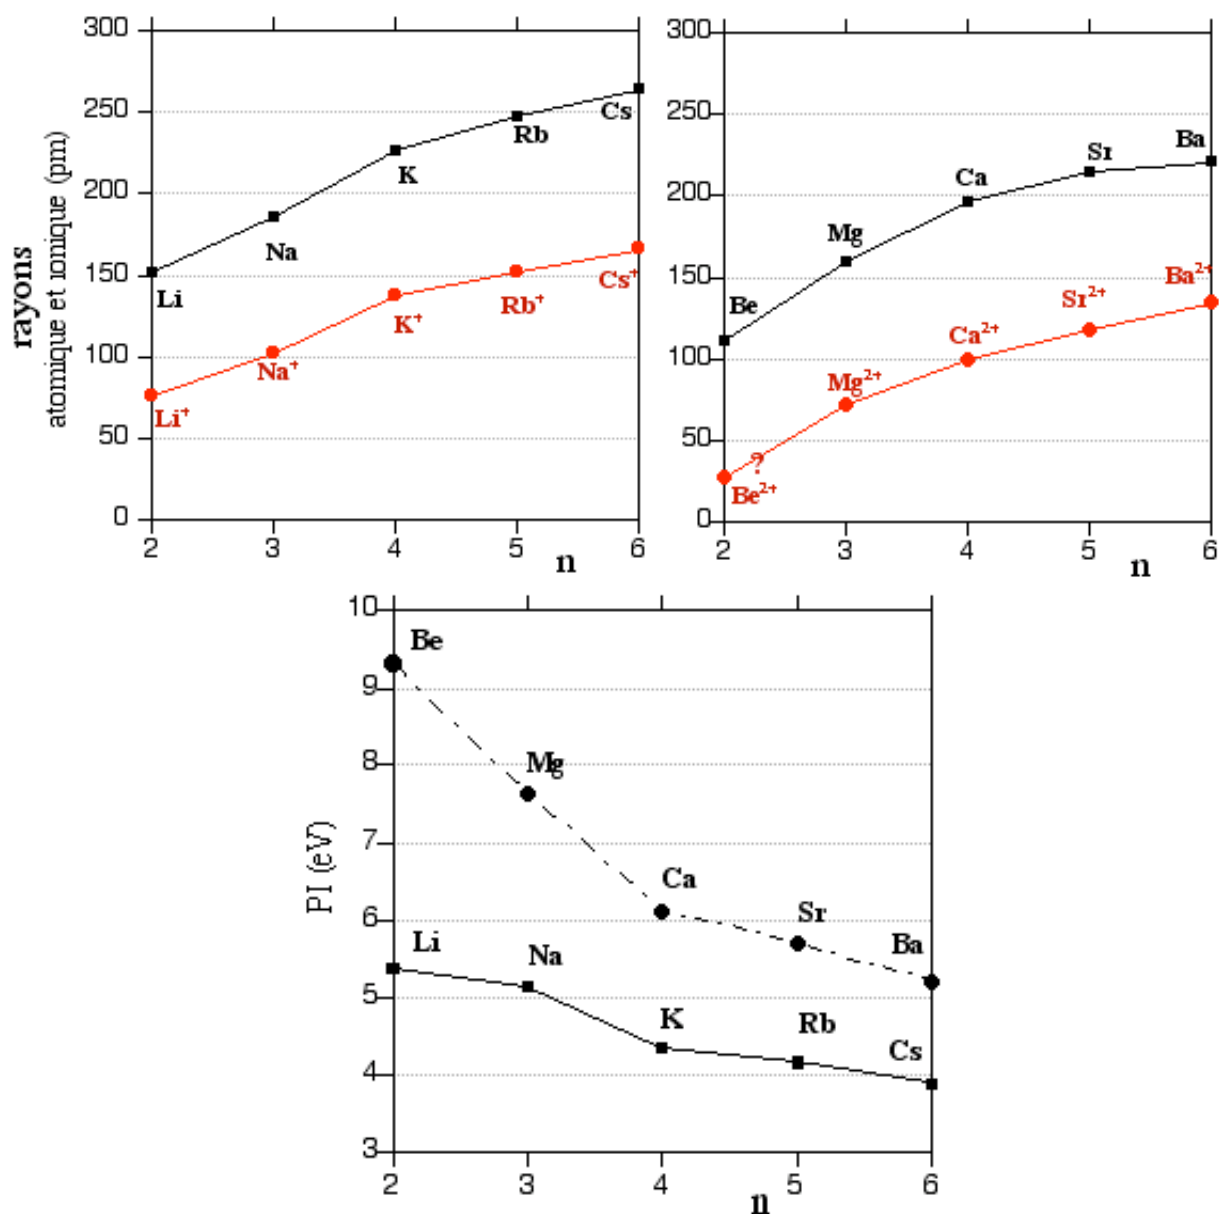 rayons
atomique et ionique (pm)
300
250
200
150
100
50
0
2 3 4 5 6
n
Li
Na
K
Rb
Cs
Li⁺
Na⁺
K⁺
Rb⁺
Cs⁺
300
250
200
150
100
50
0
2 3 4 5 6
n
Be
Mg
Ca
Sr
Ba
?
Be²⁺
Mg²⁺
Ca²⁺
Sr²⁺
Ba²⁺
PI (eV)
10
9
8
7
6
5
4
3
2 3 4 5 6
n
Be
Mg
Ca
Sr
Ba
Li
Na
K
Rb
Cs